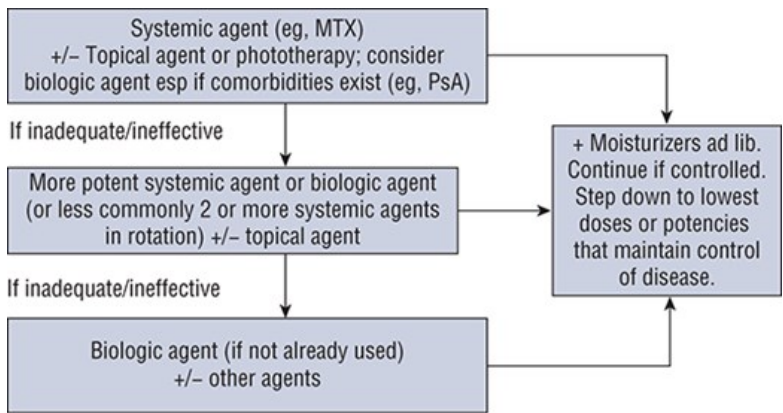 Systemic agent (eg, MTX)
+/– Topical agent or phototherapy; consider
biologic agent esp if comorbidities exist (eg, PsA)
If inadequate/ineffective
More potent systemic agent or biologic agent
(or less commonly 2 or more systemic agents
in rotation) +/– topical agent
If inadequate/ineffective
Biologic agent (if not already used)
+/– other agents
+ Moisturizers ad lib.
Continue if controlled.
Step down to lowest
doses or potencies
that maintain control
of disease.